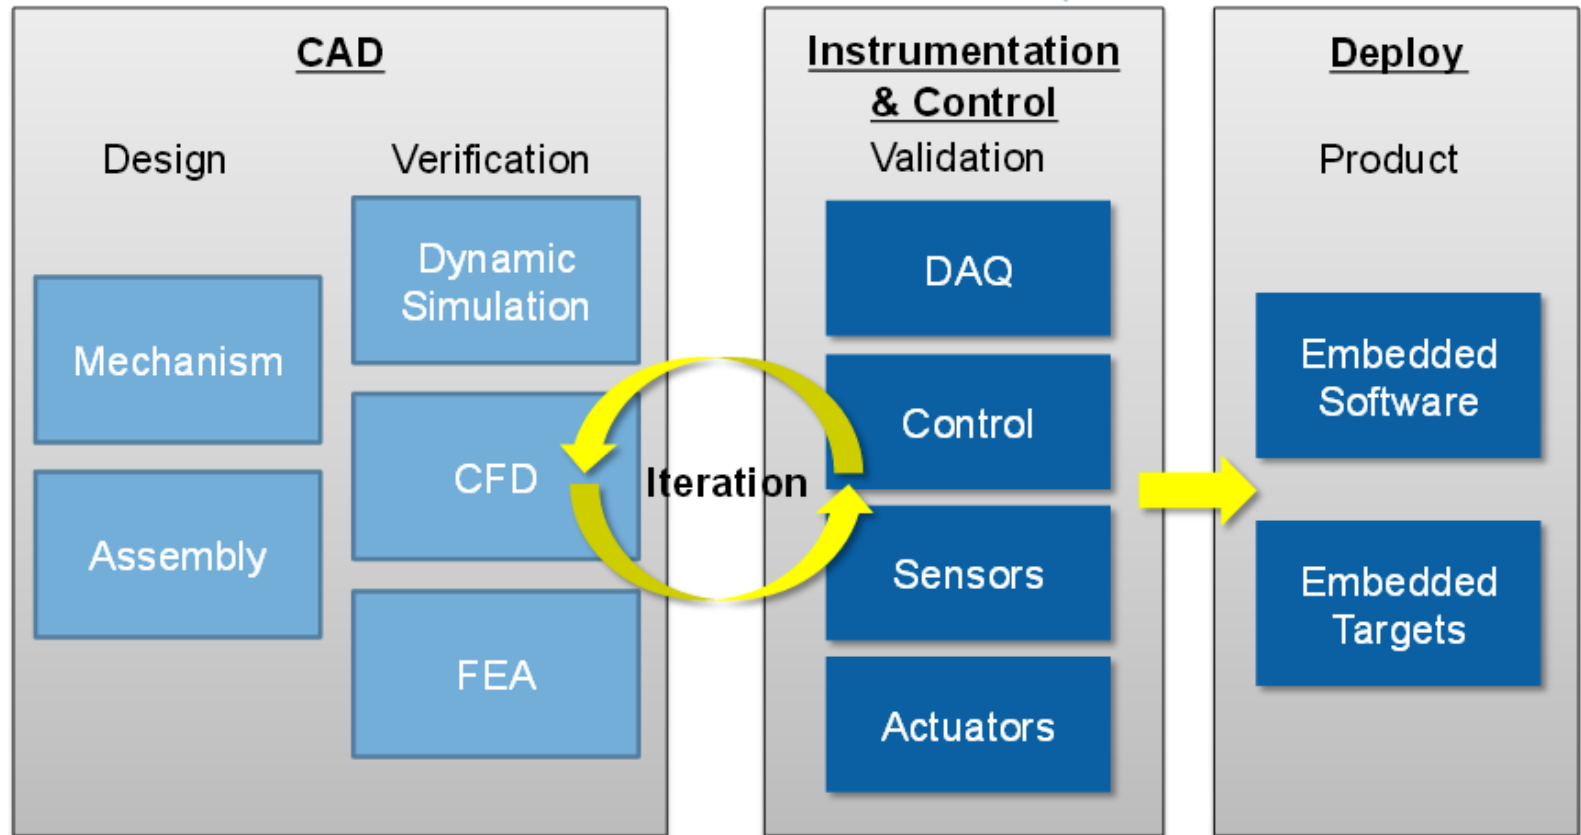 CAD
Design
Verification
Mechanism
Assembly
Dynamic
Simulation
CFD
FEA
Iteration
Instrumentation
& Control
Validation
DAQ
Control
Sensors
Actuators
Deploy
Product
Embedded
Software
Embedded
Targets